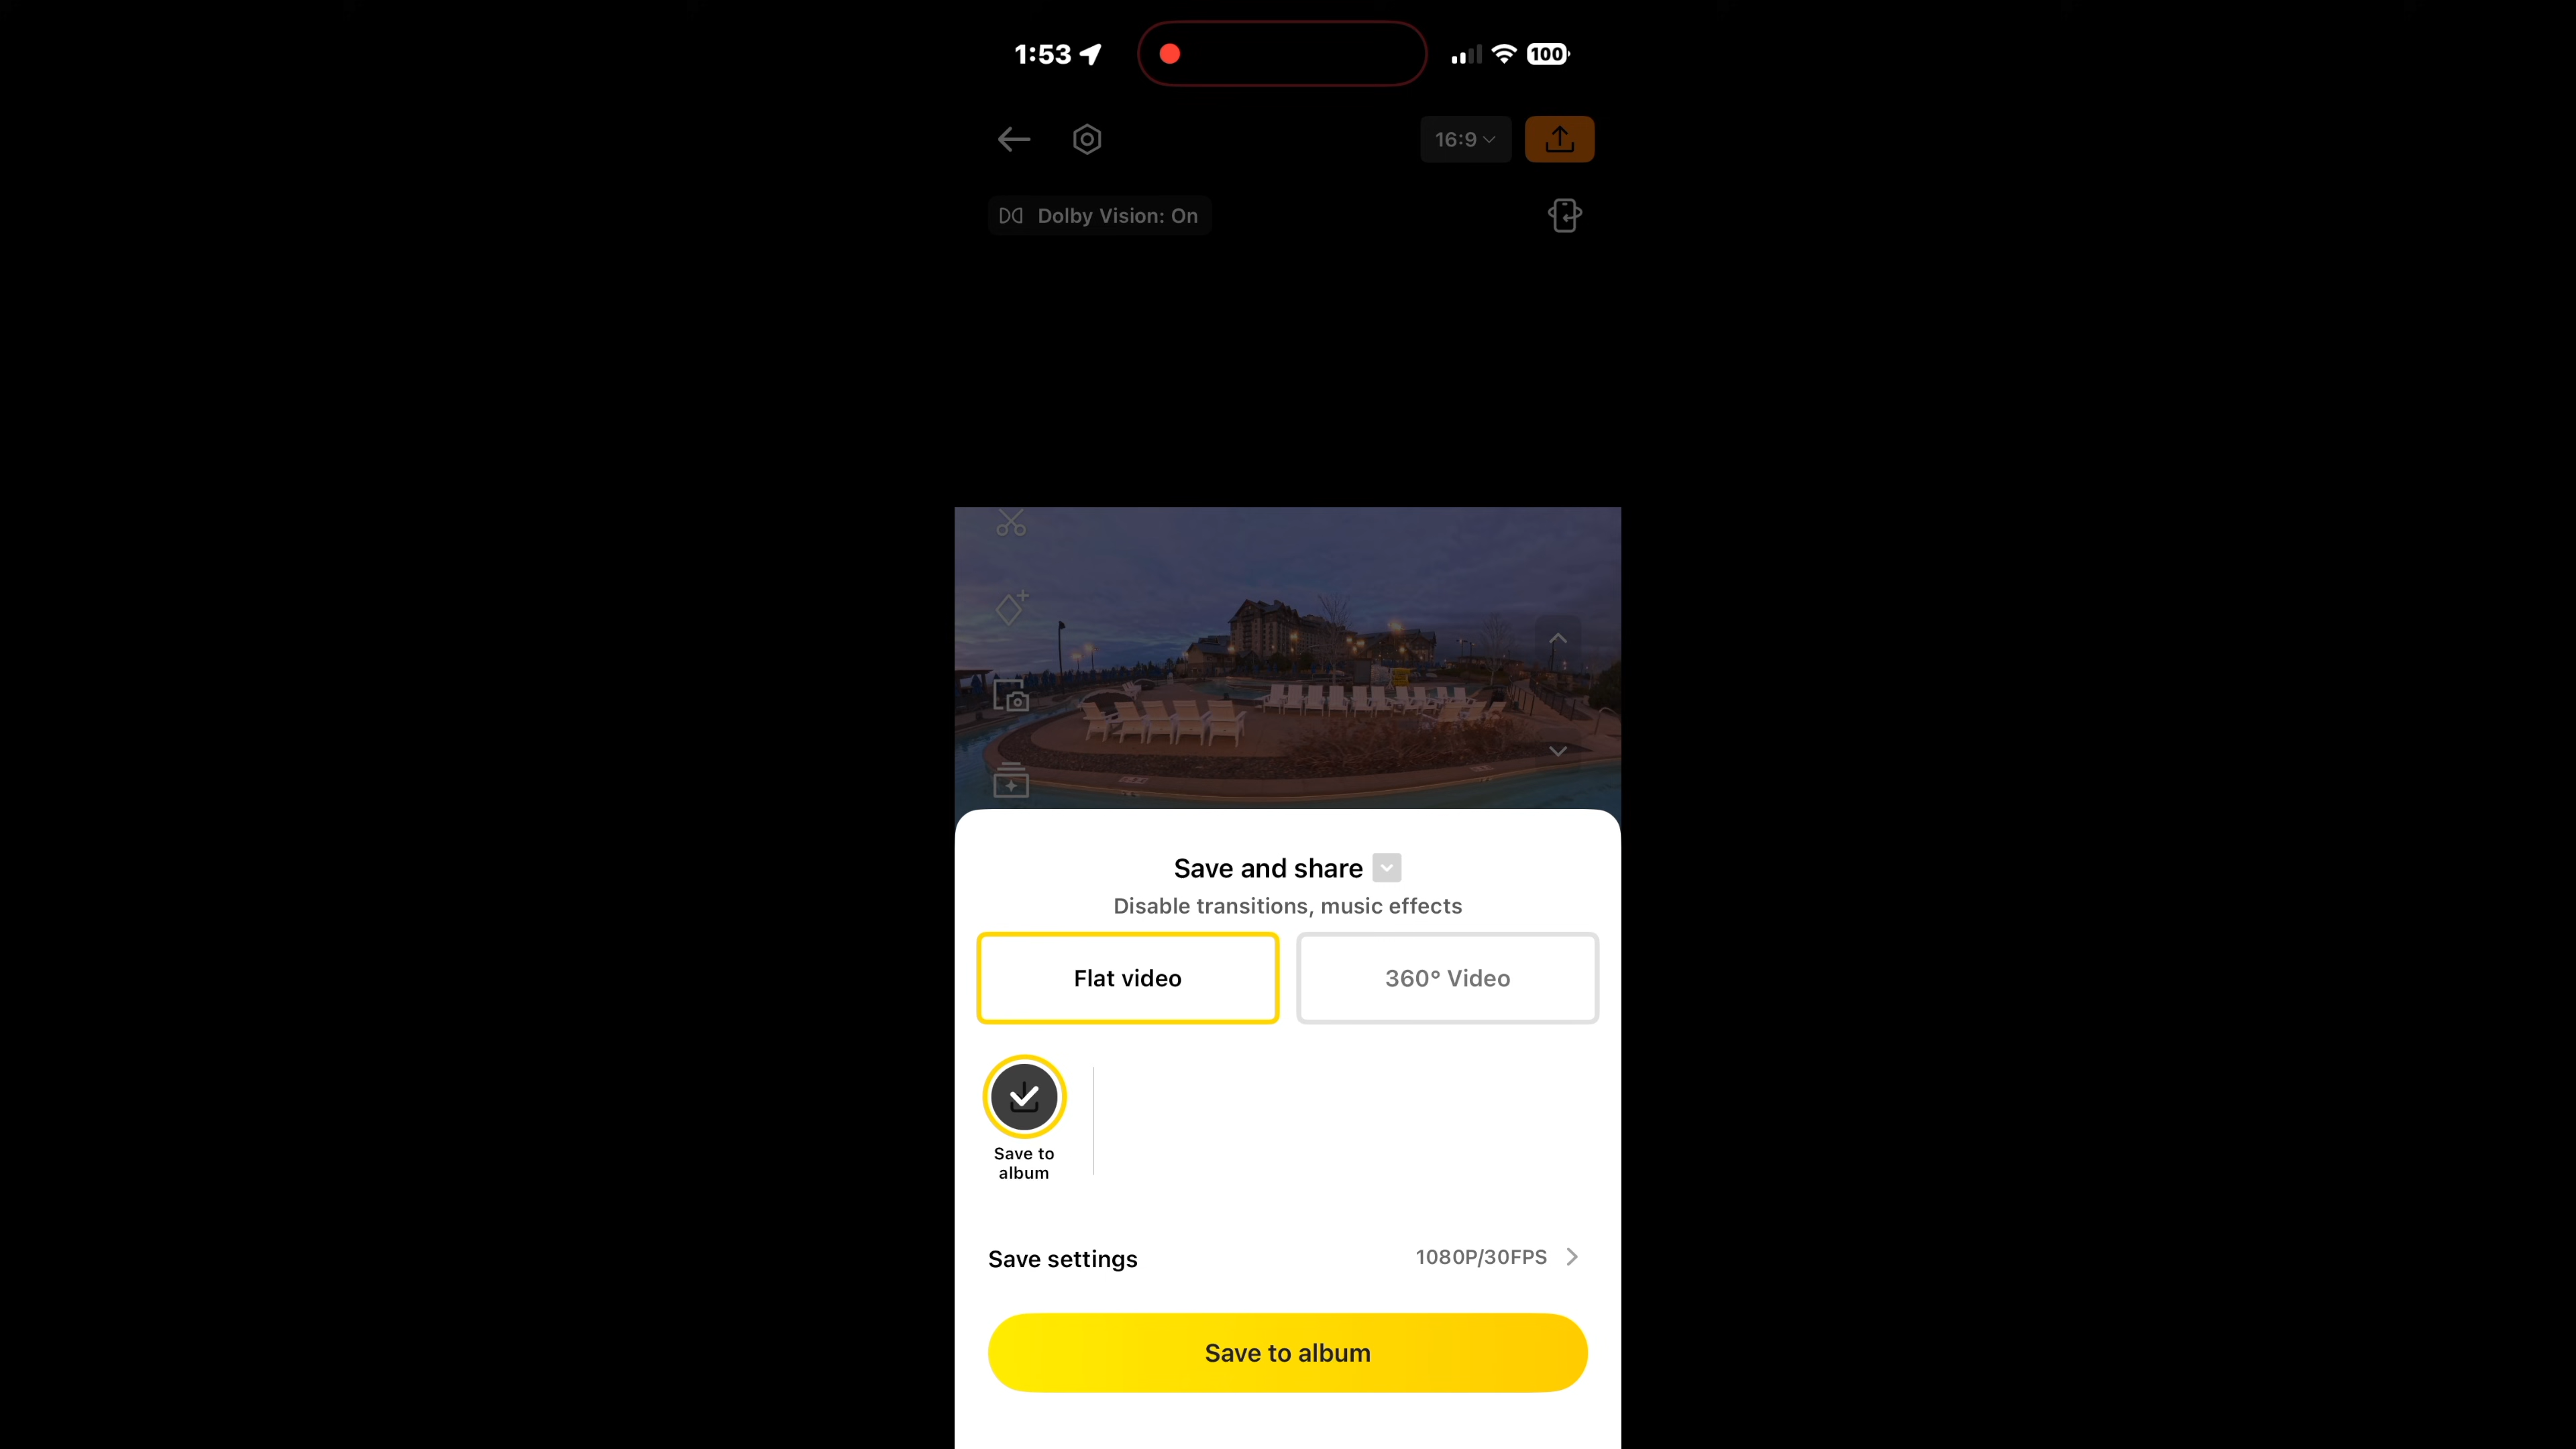 1:53
100
16:9
Dolby Vision: On
Save and share
Disable transitions, music effects
Flat video
360° Video
Save to
album
Save settings
1080P/30FPS
Save to album